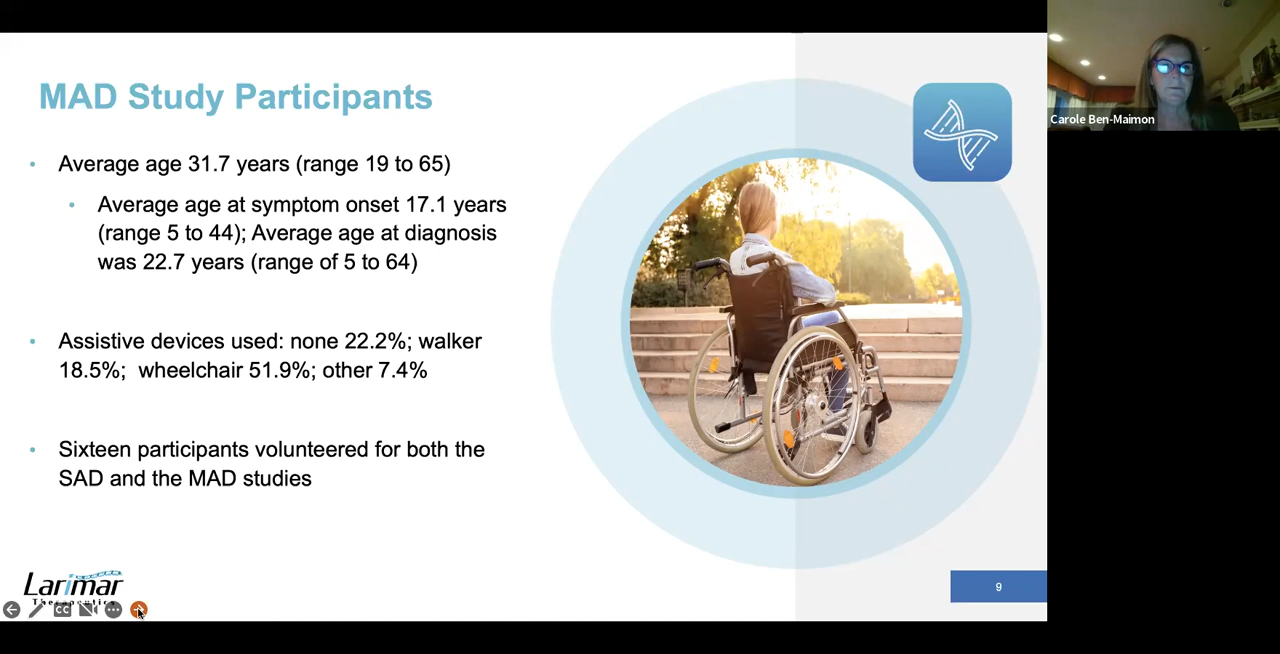 MAD Study Participants
Carole Ben-Maimon
• Average age 31.7 years (range 19 to 65)
• Average age at symptom onset 17.1 years
(range 5 to 44); Average age at diagnosis
was 22.7 years (range of 5 to 64)
• Assistive devices used: none 22.2%; walker
18.5%; wheelchair 51.9%; other 7.4%
• Sixteen participants volunteered for both the
SAD and the MAD studies
Larimar
Therapeutics
CC
9